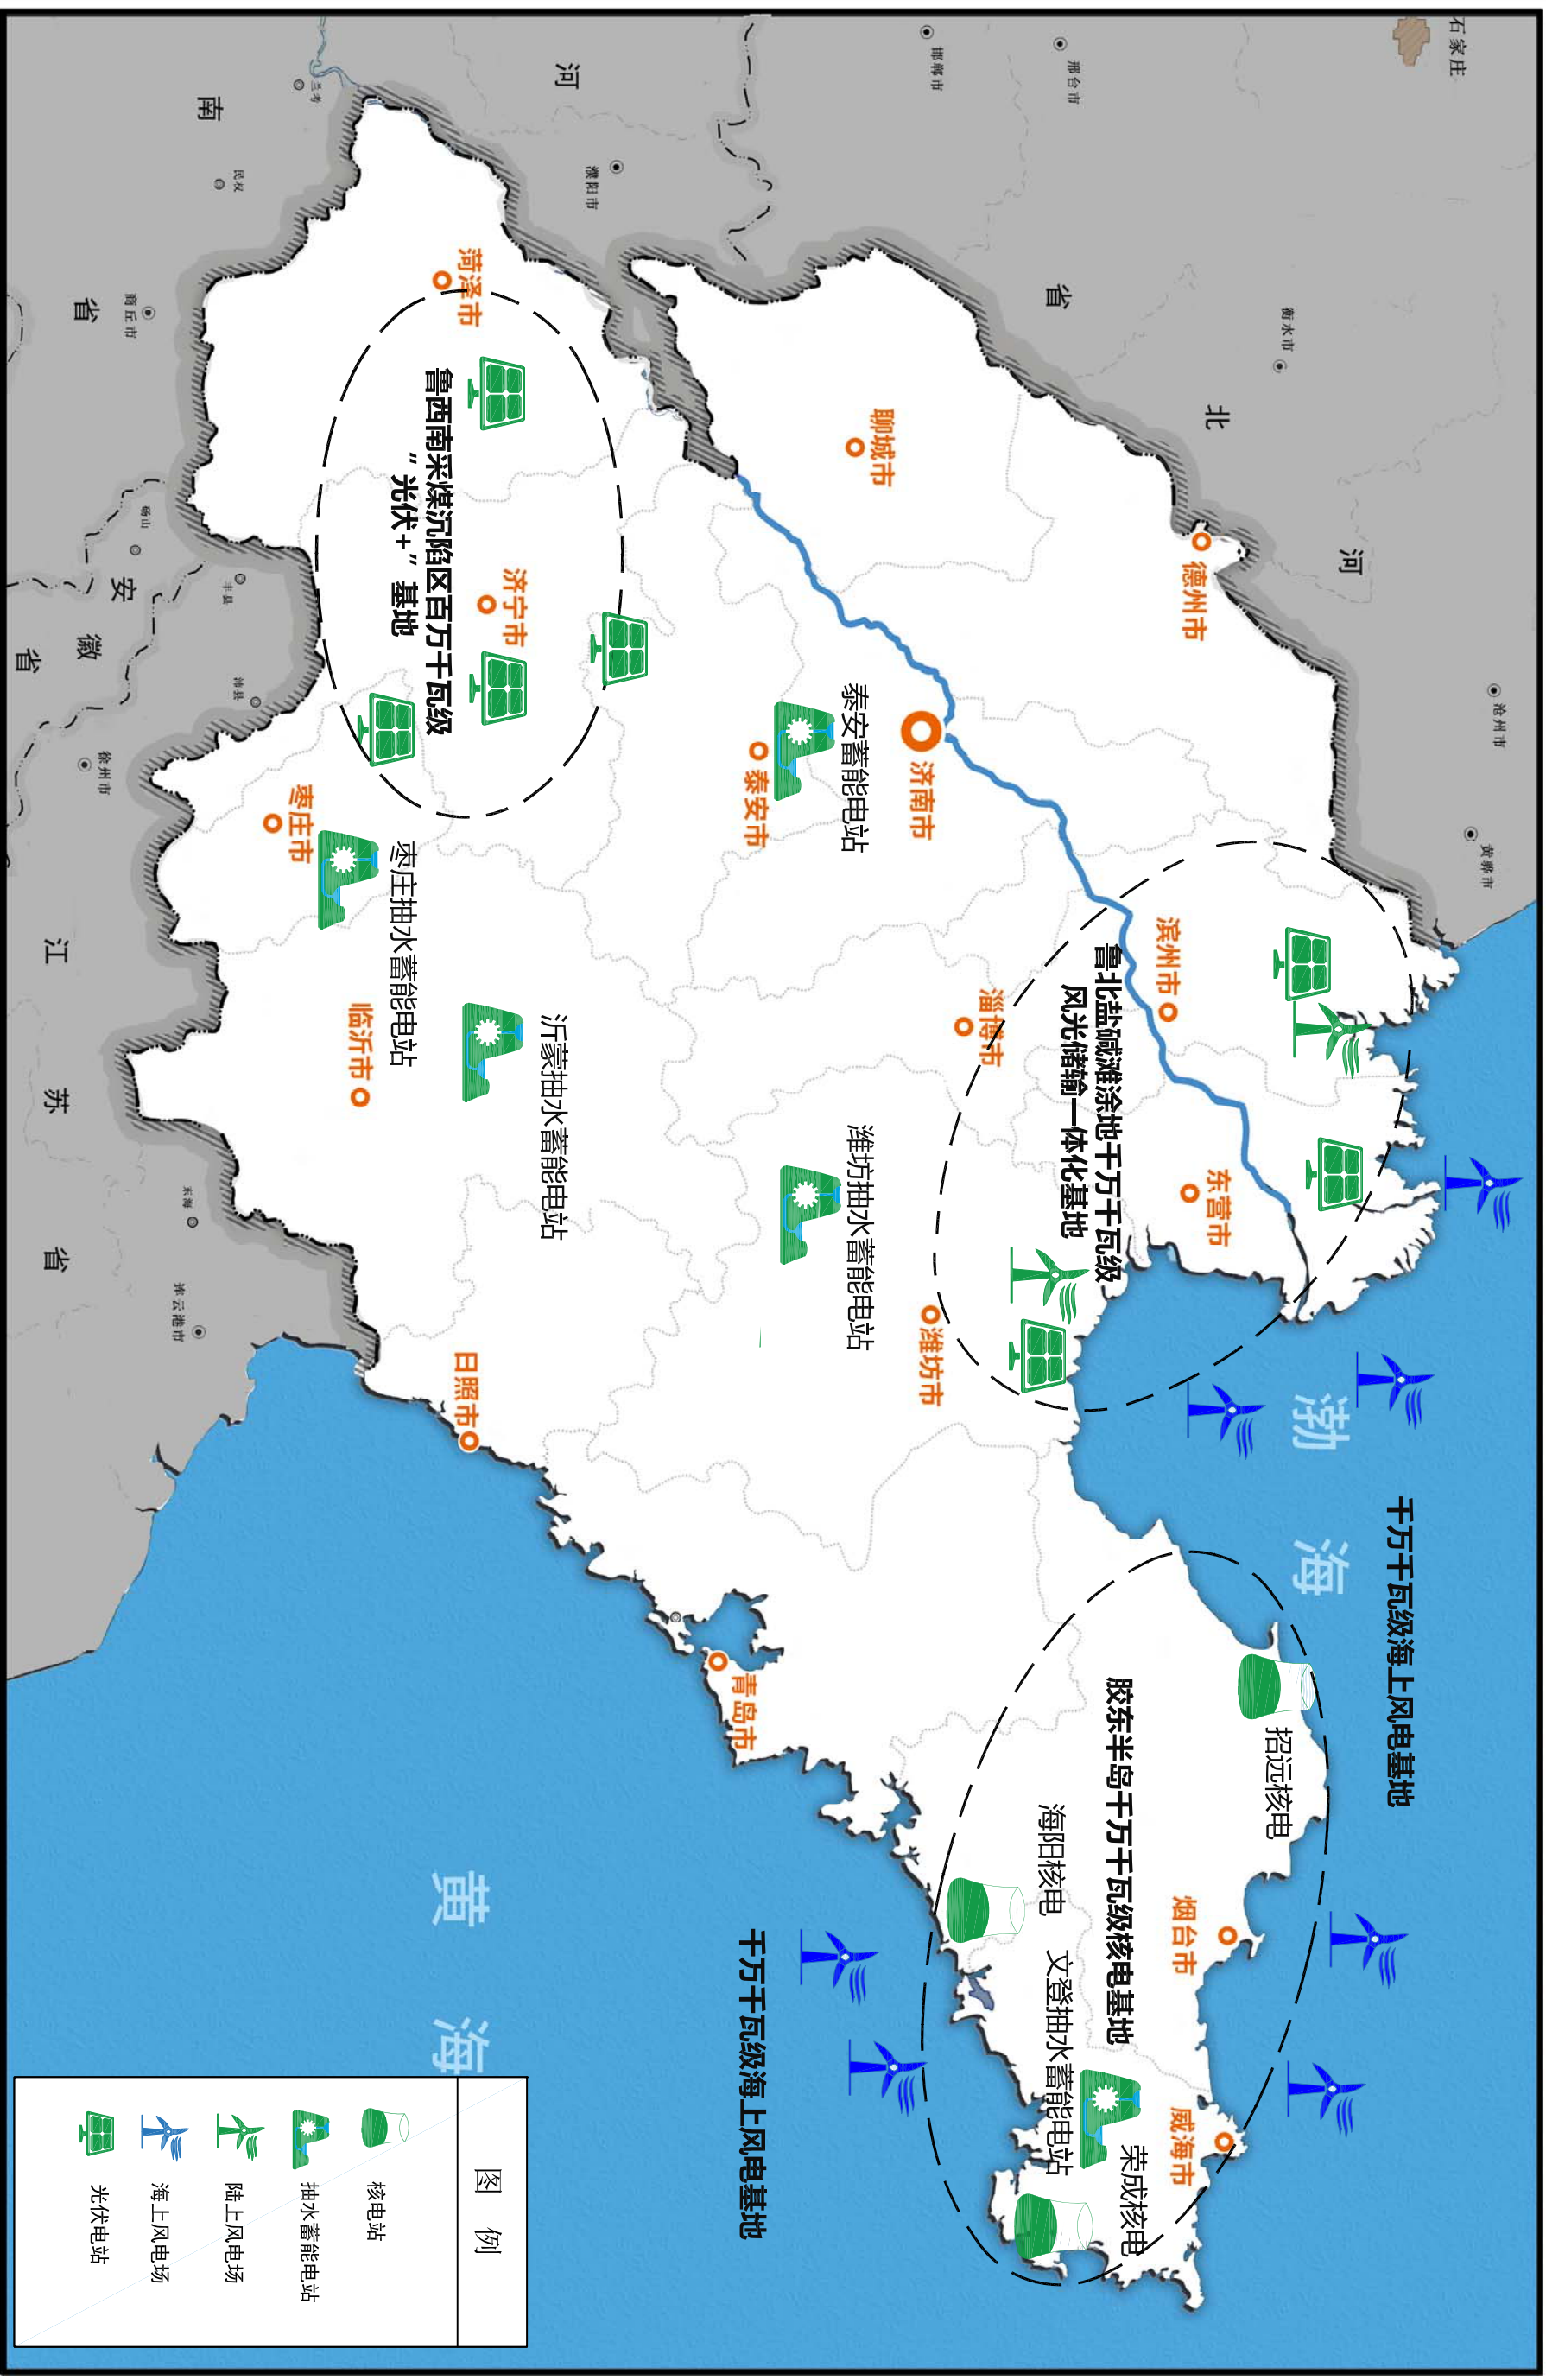 石家庄
邢台市
邯郸市
衡水市
沧州市
黄骅市
河
北
省
濮阳市
河
南
省
兰考
民权
商丘市
砀山
安
徽
省
丰县
沛县
徐州市
江
苏
省
东海
连云港市
德州市
聊城市
济南市
滨州市
东营市
淄博市
潍坊市
泰安市
菏泽市
济宁市
枣庄市
临沂市
日照市
青岛市
烟台市
威海市
渤
海
黄
海
千万千瓦级海上风电基地
鲁北盐碱滩涂地千万千瓦级
风光储输一体化基地
胶东半岛千万千瓦级核电基地
招远核电
海阳核电
荣成核电
文登抽水蓄能电站
泰安蓄能电站
潍坊抽水蓄能电站
沂蒙抽水蓄能电站
枣庄抽水蓄能电站
鲁西南采煤沉陷区百万千瓦级
“光伏+”基地
千万千瓦级海上风电基地
图 例
核电站
抽水蓄能电站
陆上风电场
海上风电场
光伏电站